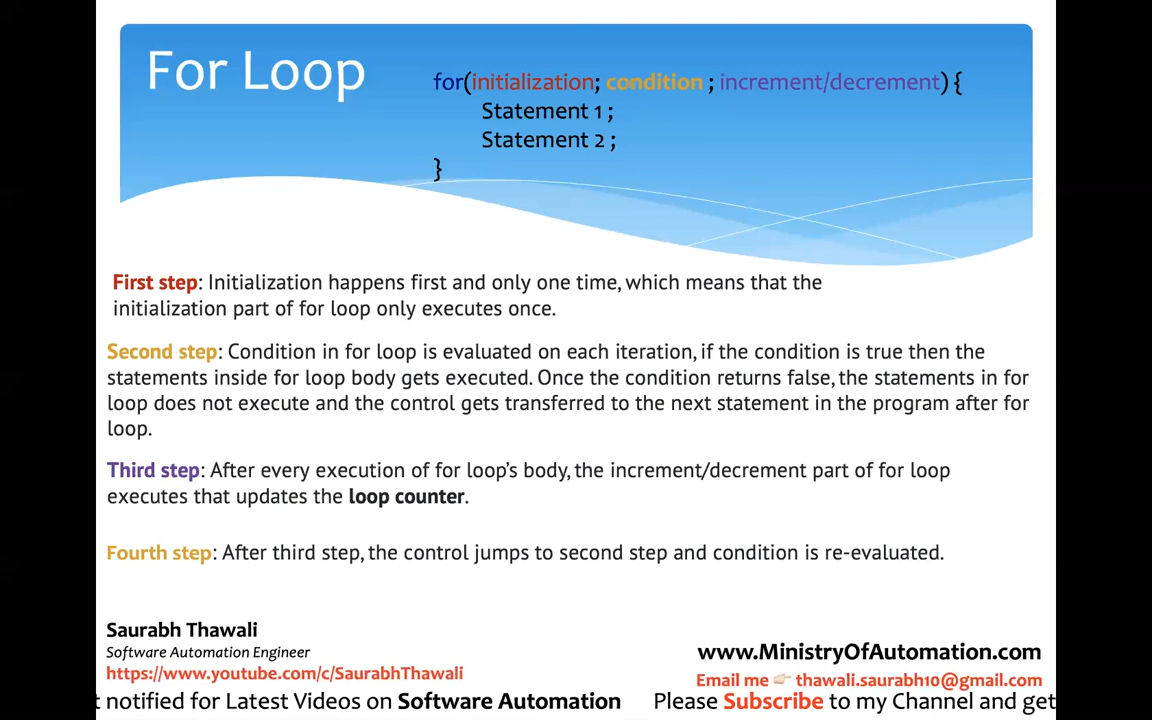 For Loop
for(initialization; condition ; increment/decrement) {
Statement 1 ;
Statement 2 ;
}
First step: Initialization happens first and only one time, which means that the
initialization part of for loop only executes once.
Second step: Condition in for loop is evaluated on each iteration, if the condition is true then the
statements inside for loop body gets executed. Once the condition returns false, the statements in for
loop does not execute and the control gets transferred to the next statement in the program after for
loop.
Third step: After every execution of for loop's body, the increment/decrement part of for loop
executes that updates the loop counter.
Fourth step: After third step, the control jumps to second step and condition is re-evaluated.
Saurabh Thawali
Software Automation Engineer
https://www.youtube.com/c/SaurabhThawali
www.MinistryOfAutomation.com
Email me 👉🏻 thawali.saurabh10@gmail.com
t notified for Latest Videos on Software Automation Please Subscribe to my Channel and get